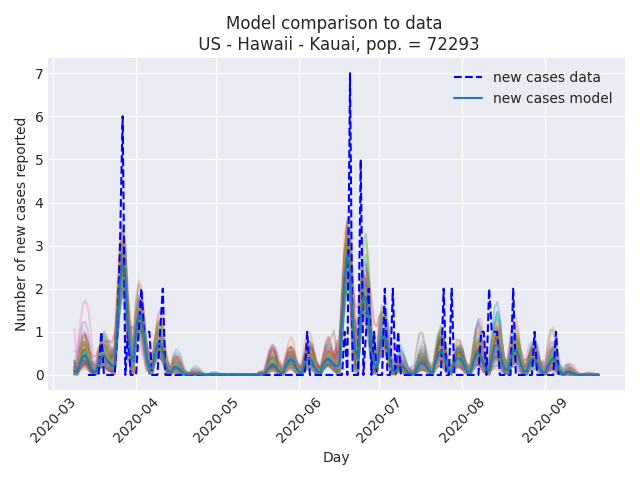 Model comparison to data
US - Hawaii - Kauai, pop. = 72293
new cases data
new cases model
Number of new cases reported
7
6
5
4
3
2
1
0
2020-03
2020-04
2020-05
2020-06
2020-07
2020-08
2020-09
Day